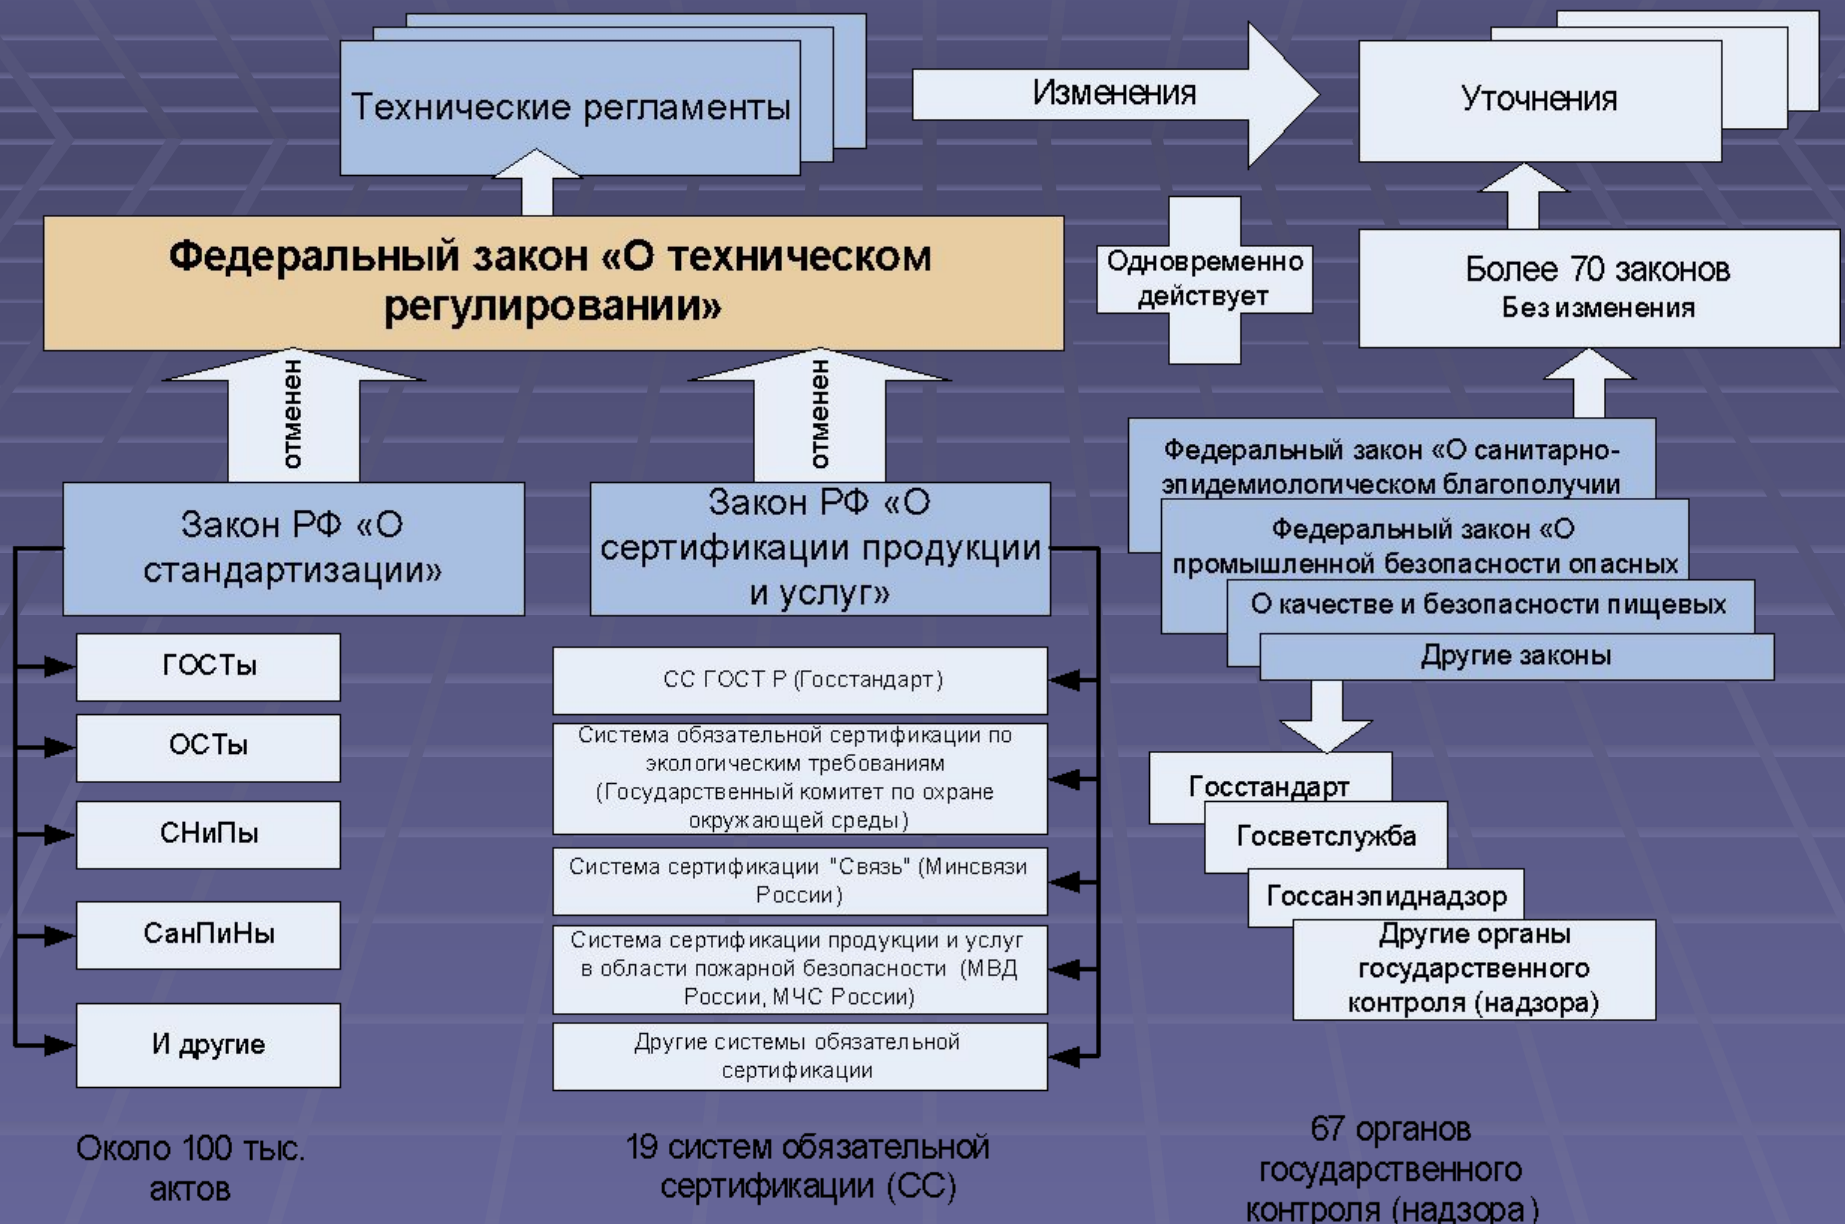 Технические регламенты
Изменения
Уточнения
Федеральный закон «О техническом
регулировании»
Одновременно
действует
Более 70 законов
Без изменения
отменен
отменен
Закон РФ «О
стандартизации»
ГОСТы
ОСТы
СНиПы
СанПиНы
И другие
Около 100 тыс.
актов
Закон РФ «О
сертификации продукции
и услуг»
СС ГОСТ Р (Госстандарт)
Система обязательной сертификации по
экологическим требованиям
(Государственный комитет по охране
окружающей среды)
Система сертификации "Связь" (Минсвязи
России)
Система сертификации продукции и услуг
в области пожарной безопасности (МВД
России, МЧС России)
Другие системы обязательной
сертификации
19 систем обязательной
сертификации (СС)
Федеральный закон «О санитарно-
эпидемиологическом благополучии
Федеральный закон «О
промышленной безопасности опасных
О качестве и безопасности пищевых
Другие законы
Госстандарт
Госветслужба
Госсанэпиднадзор
Другие органы
государственного
контроля (надзора)
67 органов
государственного
контроля (надзора)